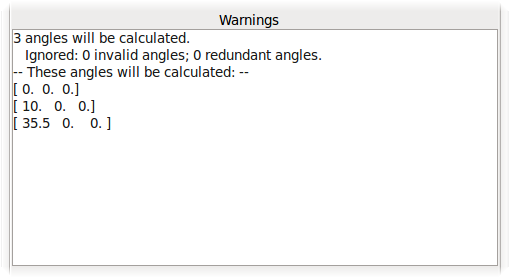 Warnings
3 angles will be calculated.
   Ignored: 0 invalid angles; 0 redundant angles.
-- These angles will be calculated: --
[ 0.  0.  0.]
[ 10.   0.   0.]
[ 35.5   0.    0. ]